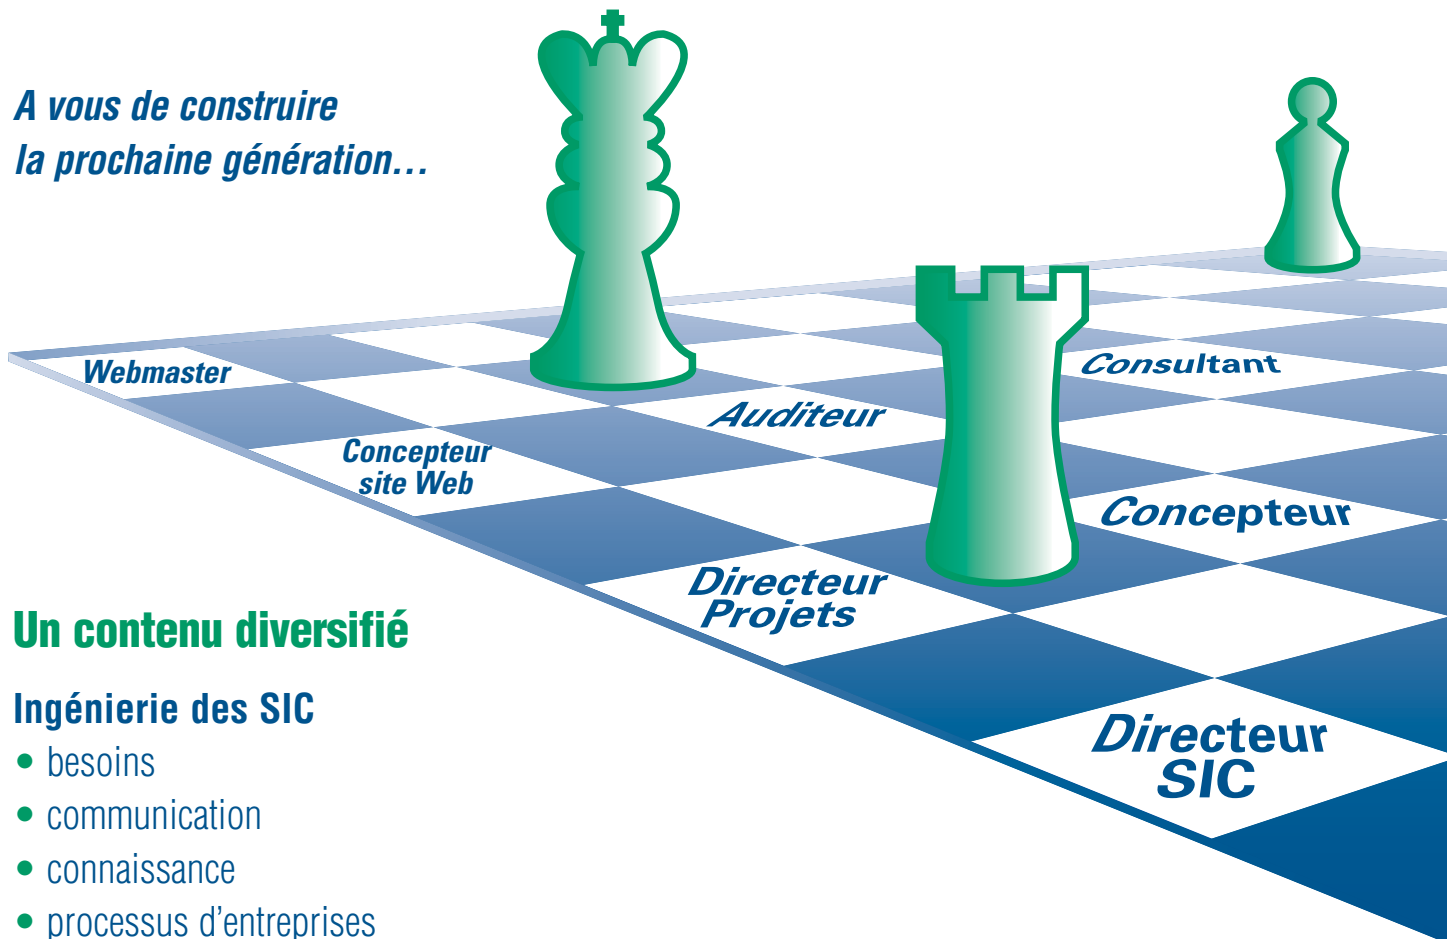 A vous de construire
la prochaine génération...
Webmaster
Consultant
Auditeur
Concepteur
site Web
Concepteur
Directeur
Projets
Directeur
SIC
Un contenu diversifié
Ingénierie des SIC
• besoins
• communication
• connaissance
• processus d'entreprises